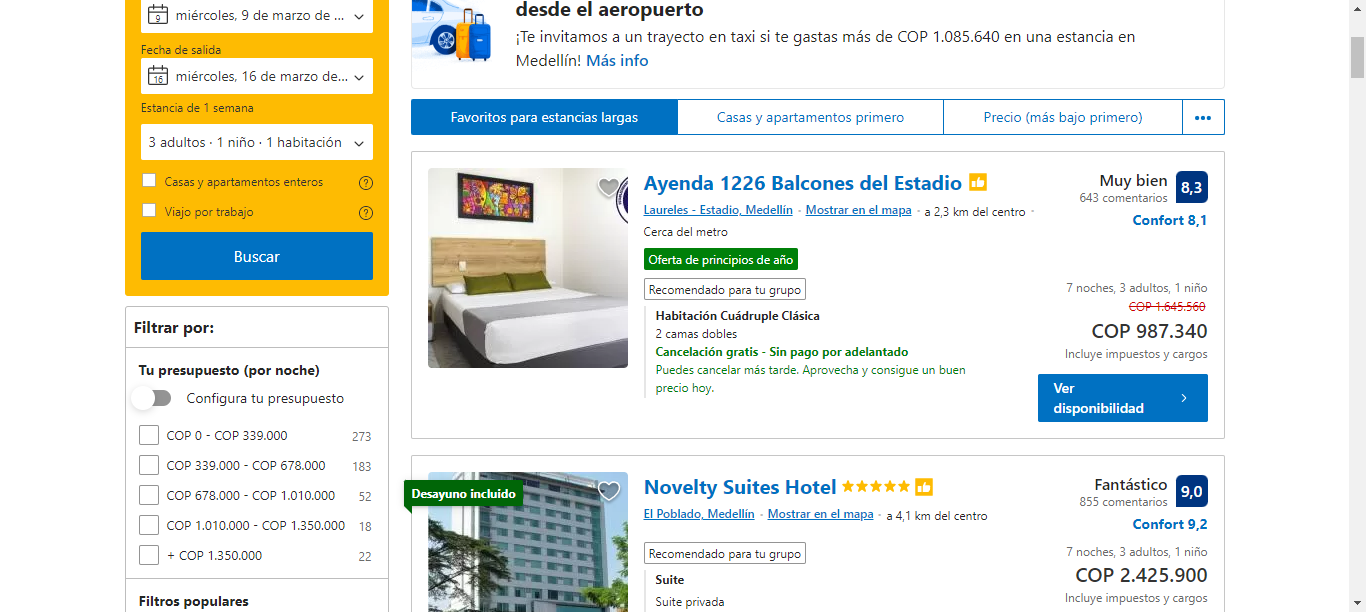 9
miércoles, 9 de marzo de ...
Fecha de salida
16
miércoles, 16 de marzo de...
Estancia de 1 semana
3 adultos · 1 niño · 1 habitación
Casas y apartamentos enteros ?
Viajo por trabajo ?
Buscar
Filtrar por:
Tu presupuesto (por noche)
Configura tu presupuesto
COP 0 - COP 339.000 273
COP 339.000 - COP 678.000 183
COP 678.000 - COP 1.010.000 52
COP 1.010.000 - COP 1.350.000 18
+ COP 1.350.000 22
Filtros populares
desde el aeropuerto
¡Te invitamos a un trayecto en taxi si te gastas más de COP 1.085.640 en una estancia en
Medellín! Más info
Favoritos para estancias largas
Casas y apartamentos primero
Precio (más bajo primero)
•••
Ayenda 1226 Balcones del Estadio
Laureles - Estadio, Medellín · Mostrar en el mapa · a 2,3 km del centro ·
Cerca del metro
Oferta de principios de año
Recomendado para tu grupo
Habitación Cuádruple Clásica
2 camas dobles
Cancelación gratis - Sin pago por adelantado
Puedes cancelar más tarde. Aprovecha y consigue un buen
precio hoy.
Muy bien 8,3
643 comentarios
Confort 8,1
7 noches, 3 adultos, 1 niño
COP 1.645.560
COP 987.340
Incluye impuestos y cargos
Ver
disponibilidad
Desayuno incluido
Novelty Suites Hotel
El Poblado, Medellín · Mostrar en el mapa · a 4,1 km del centro
Recomendado para tu grupo
Suite
Suite privada
Fantástico 9,0
855 comentarios
Confort 9,2
7 noches, 3 adultos, 1 niño
COP 2.425.900
Incluye impuestos y cargos